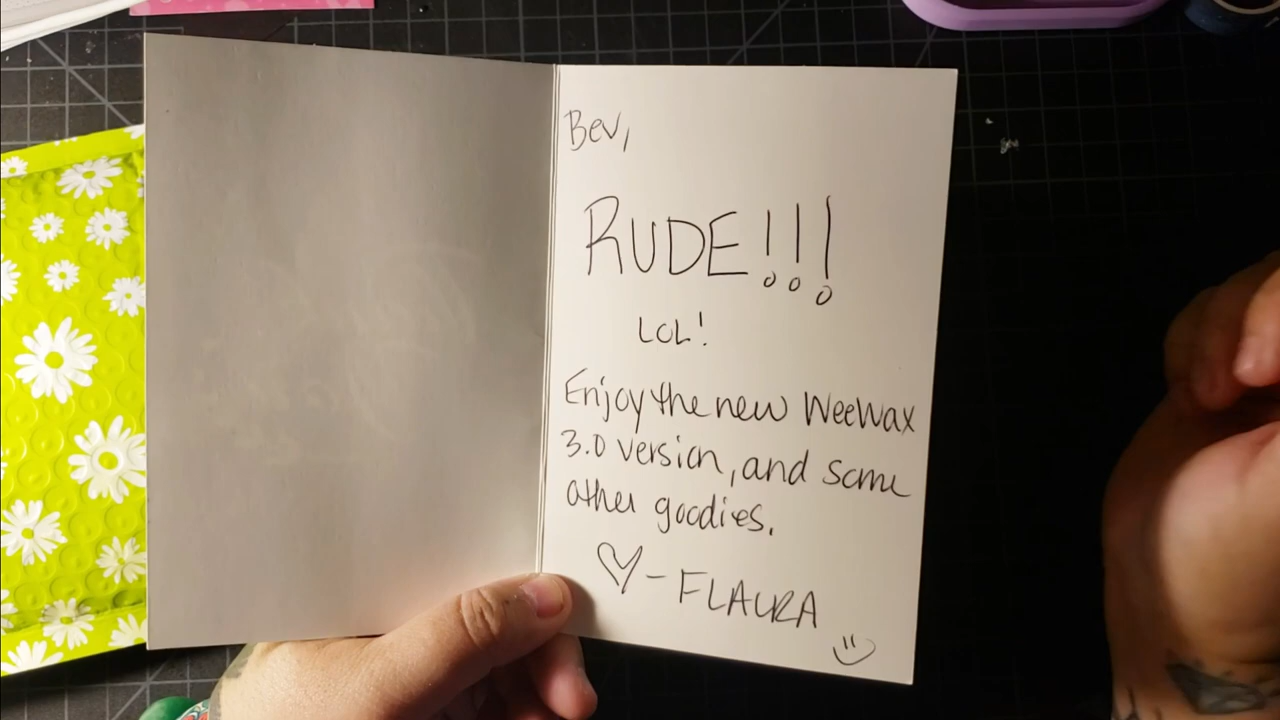 Bev,
RUDE!!!
LOL!
Enjoy the new WeeWax
3.0 version, and some
other goodies.
♡ - FLAURA